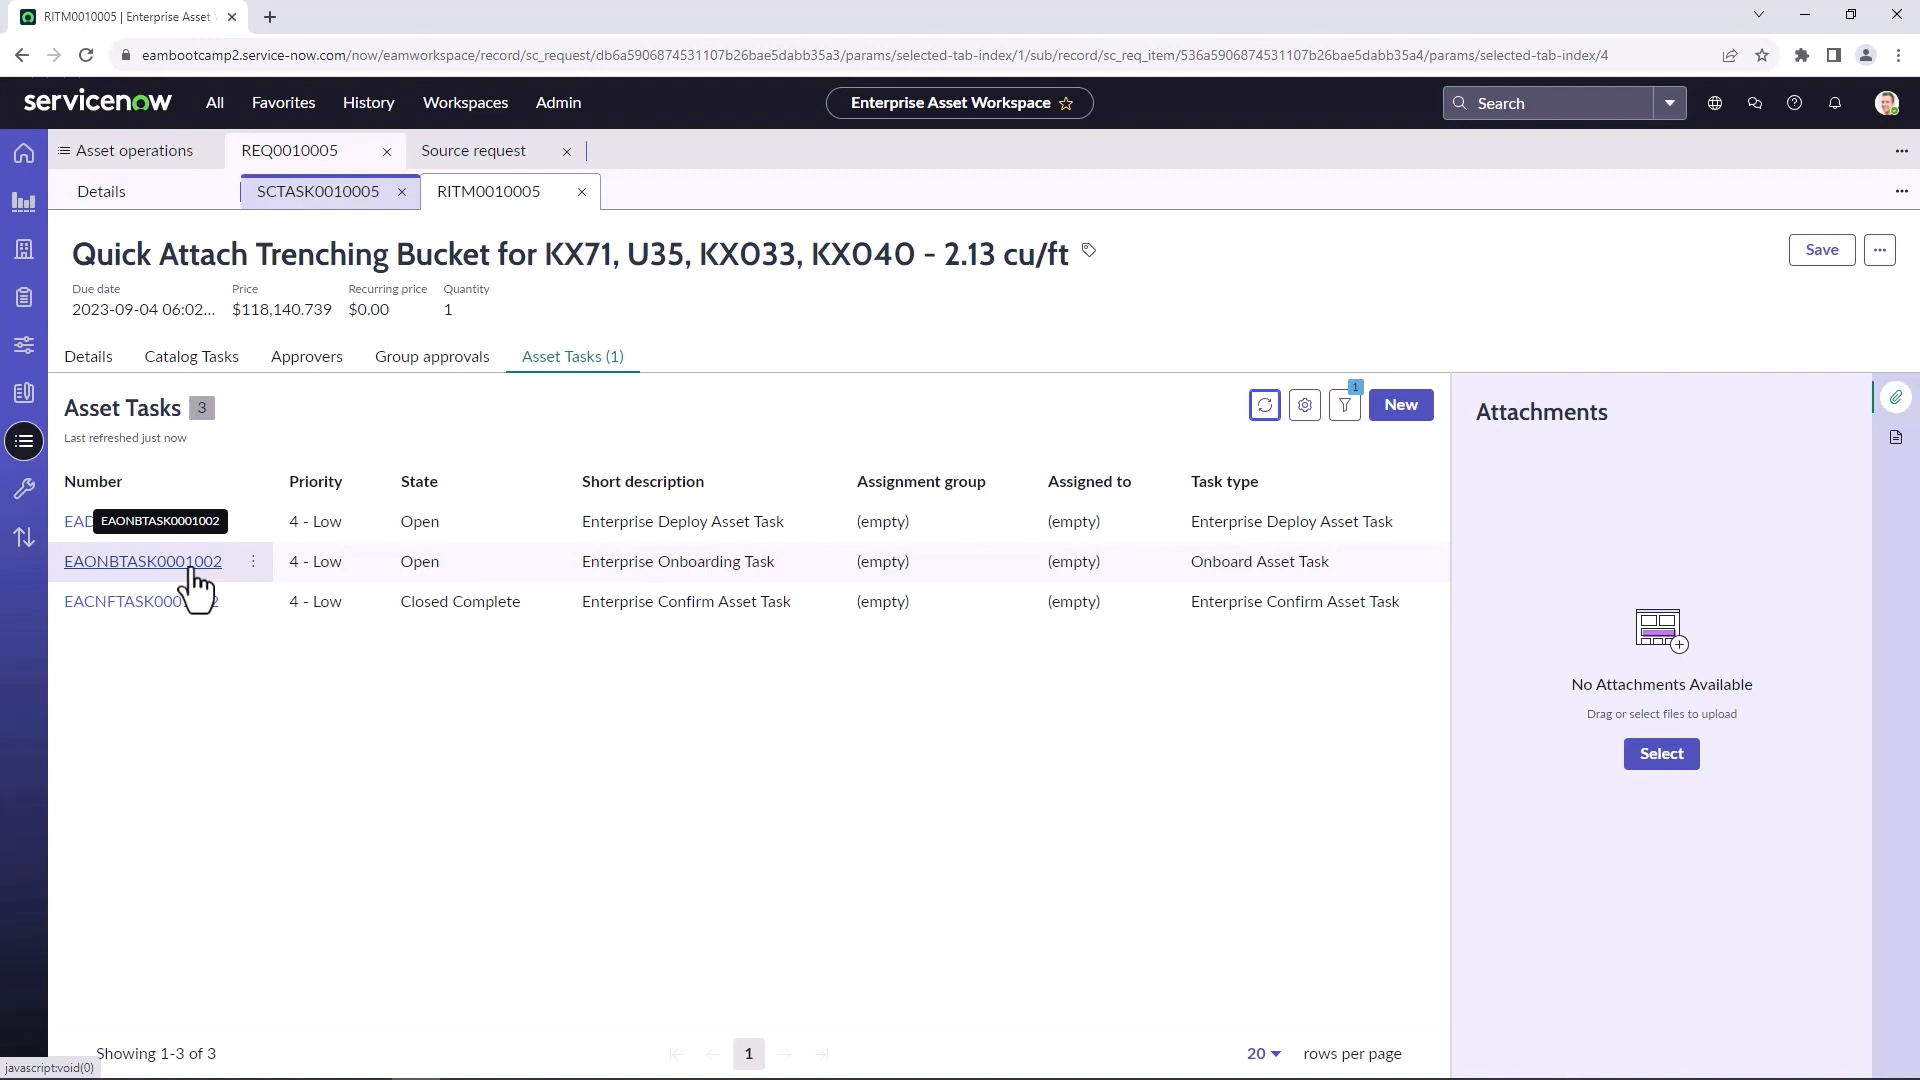 RITM0010005 | Enterprise Asset
eambootcamp2.service-now.com/now/eamworkspace/record/sc_request/db6a5906874531107b26bae5dabb35a3/params/selected-tab-index/1/sub/record/sc_req_item/536a5906874531107b26bae5dabb35a4/params/selected-tab-index/4
servicenow All Favorites History Workspaces Admin Enterprise Asset Workspace Search
Asset operations REQ0010005 Source request
Details SCTASK0010005 RITM0010005
Quick Attach Trenching Bucket for KX71, U35, KX033, KX040 - 2.13 cu/ft Save
Due date Price Recurring price Quantity
2023-09-04 06:02... $118,140.739 $0.00 1
Details Catalog Tasks Approvers Group approvals Asset Tasks (1)
1
Asset Tasks 3 New Attachments
Last refreshed just now
Number Priority State Short description Assignment group Assigned to Task type
EAD EAONBTASK0001002 4 - Low Open Enterprise Deploy Asset Task (empty) (empty) Enterprise Deploy Asset Task
EAONBTASK0001002 4 - Low Open Enterprise Onboarding Task (empty) (empty) Onboard Asset Task
EACNFTASK000 2 4 - Low Closed Complete Enterprise Confirm Asset Task (empty) (empty) Enterprise Confirm Asset Task
No Attachments Available
Drag or select files to upload
Select
Showing 1-3 of 3 1 20 rows per page
javascript:void(0)